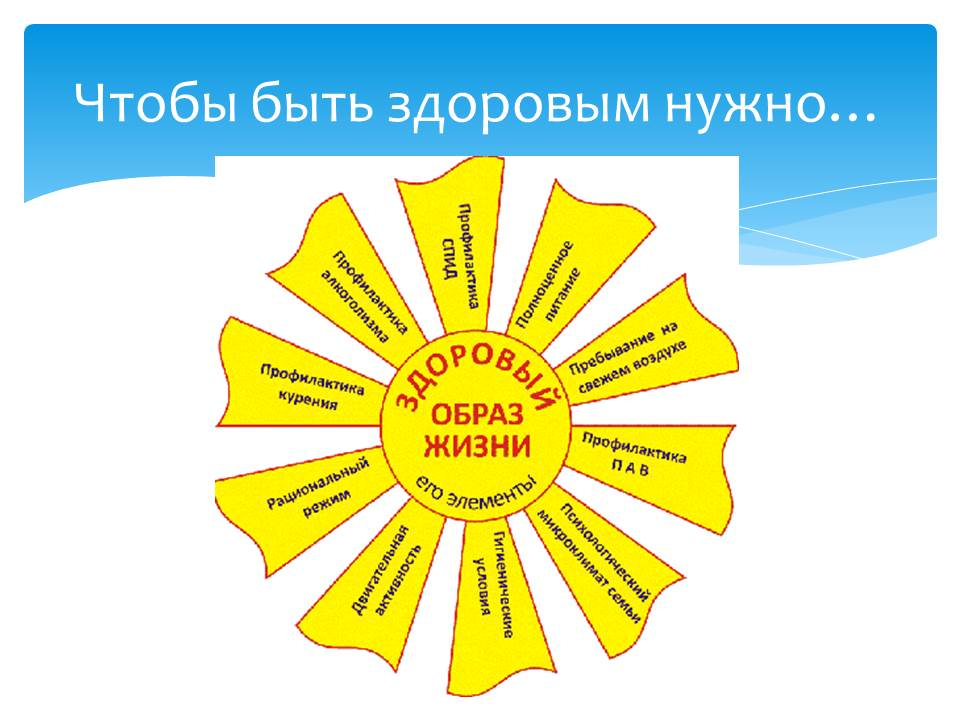 Чтобы быть здоровым нужно…
ЗДОРОВЫЙ
ОБРАЗ
ЖИЗНИ
его элементы
Профилактика
СПИД
Полноценное
питание
Пребывание на
свежем воздухе
Профилактика
П А В
Психологический
микроклимат семьи
Гигиенические
условия
Двигательная
активность
Рациональный
режим
Профилактика
курения
Профилактика
алкоголизма